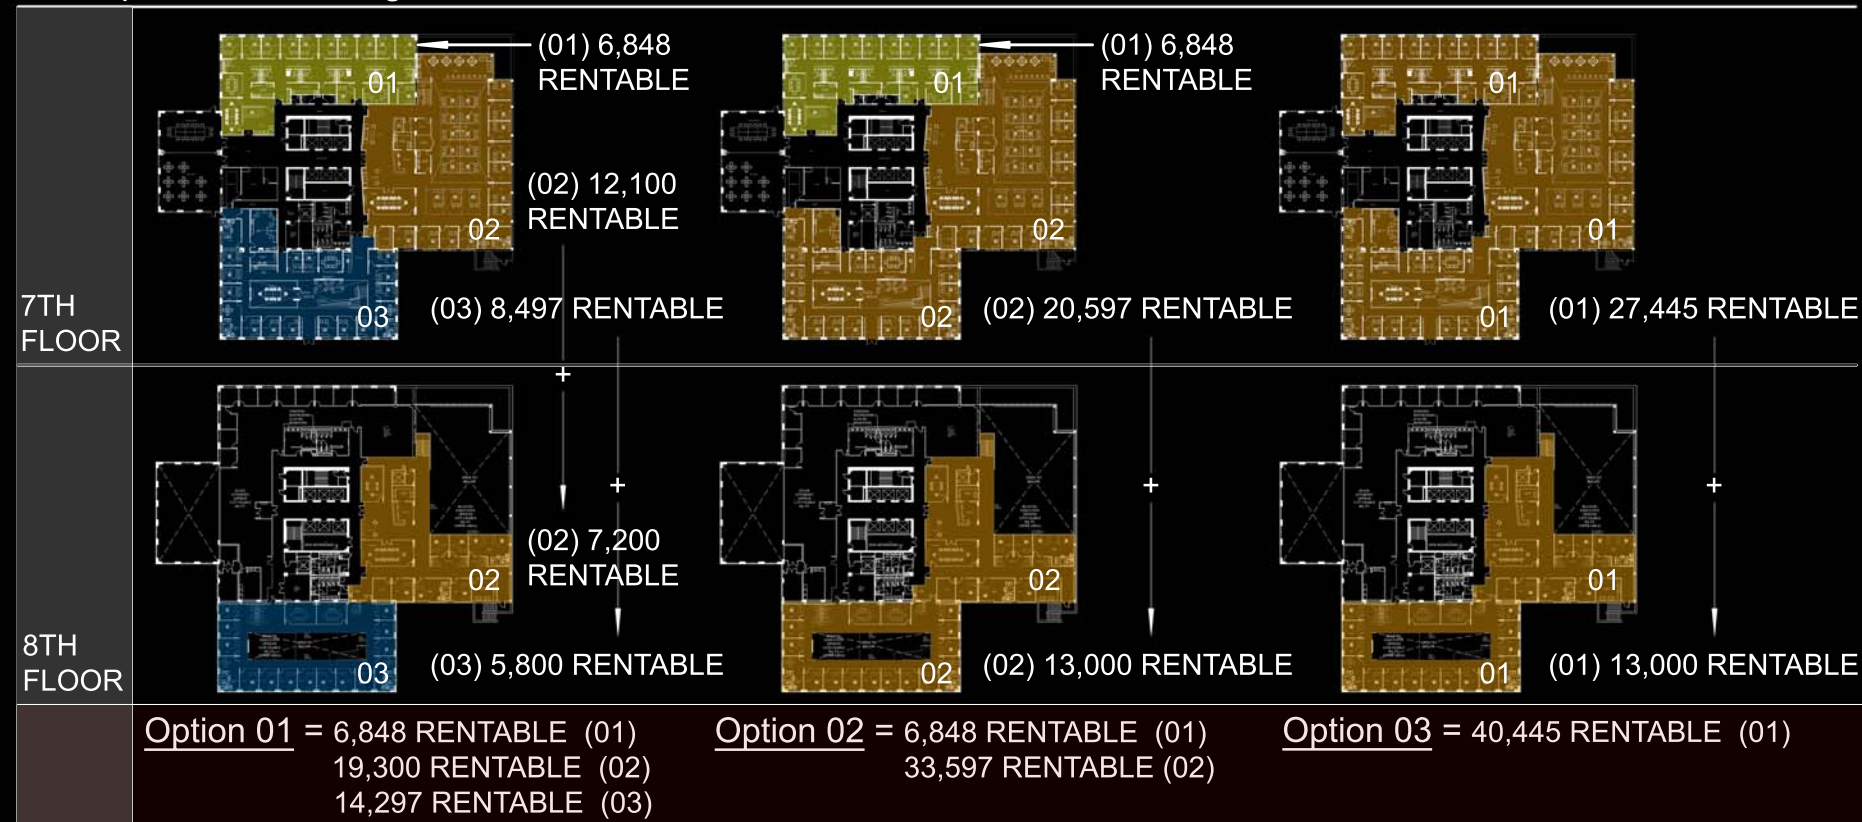 (01) 6,848
RENTABLE
01
(02) 12,100
RENTABLE
02
(03) 8,497 RENTABLE
03
(01) 6,848
RENTABLE
01
02
02
(02) 20,597 RENTABLE
01
01
01
(01) 27,445 RENTABLE
7TH
FLOOR
+
+
+
+
(02) 7,200
RENTABLE
02
03
(03) 5,800 RENTABLE
02
02
(02) 13,000 RENTABLE
01
01
(01) 13,000 RENTABLE
8TH
FLOOR
Option 01 = 6,848 RENTABLE (01)
19,300 RENTABLE (02)
14,297 RENTABLE (03)
Option 02 = 6,848 RENTABLE (01)
33,597 RENTABLE (02)
Option 03 = 40,445 RENTABLE (01)